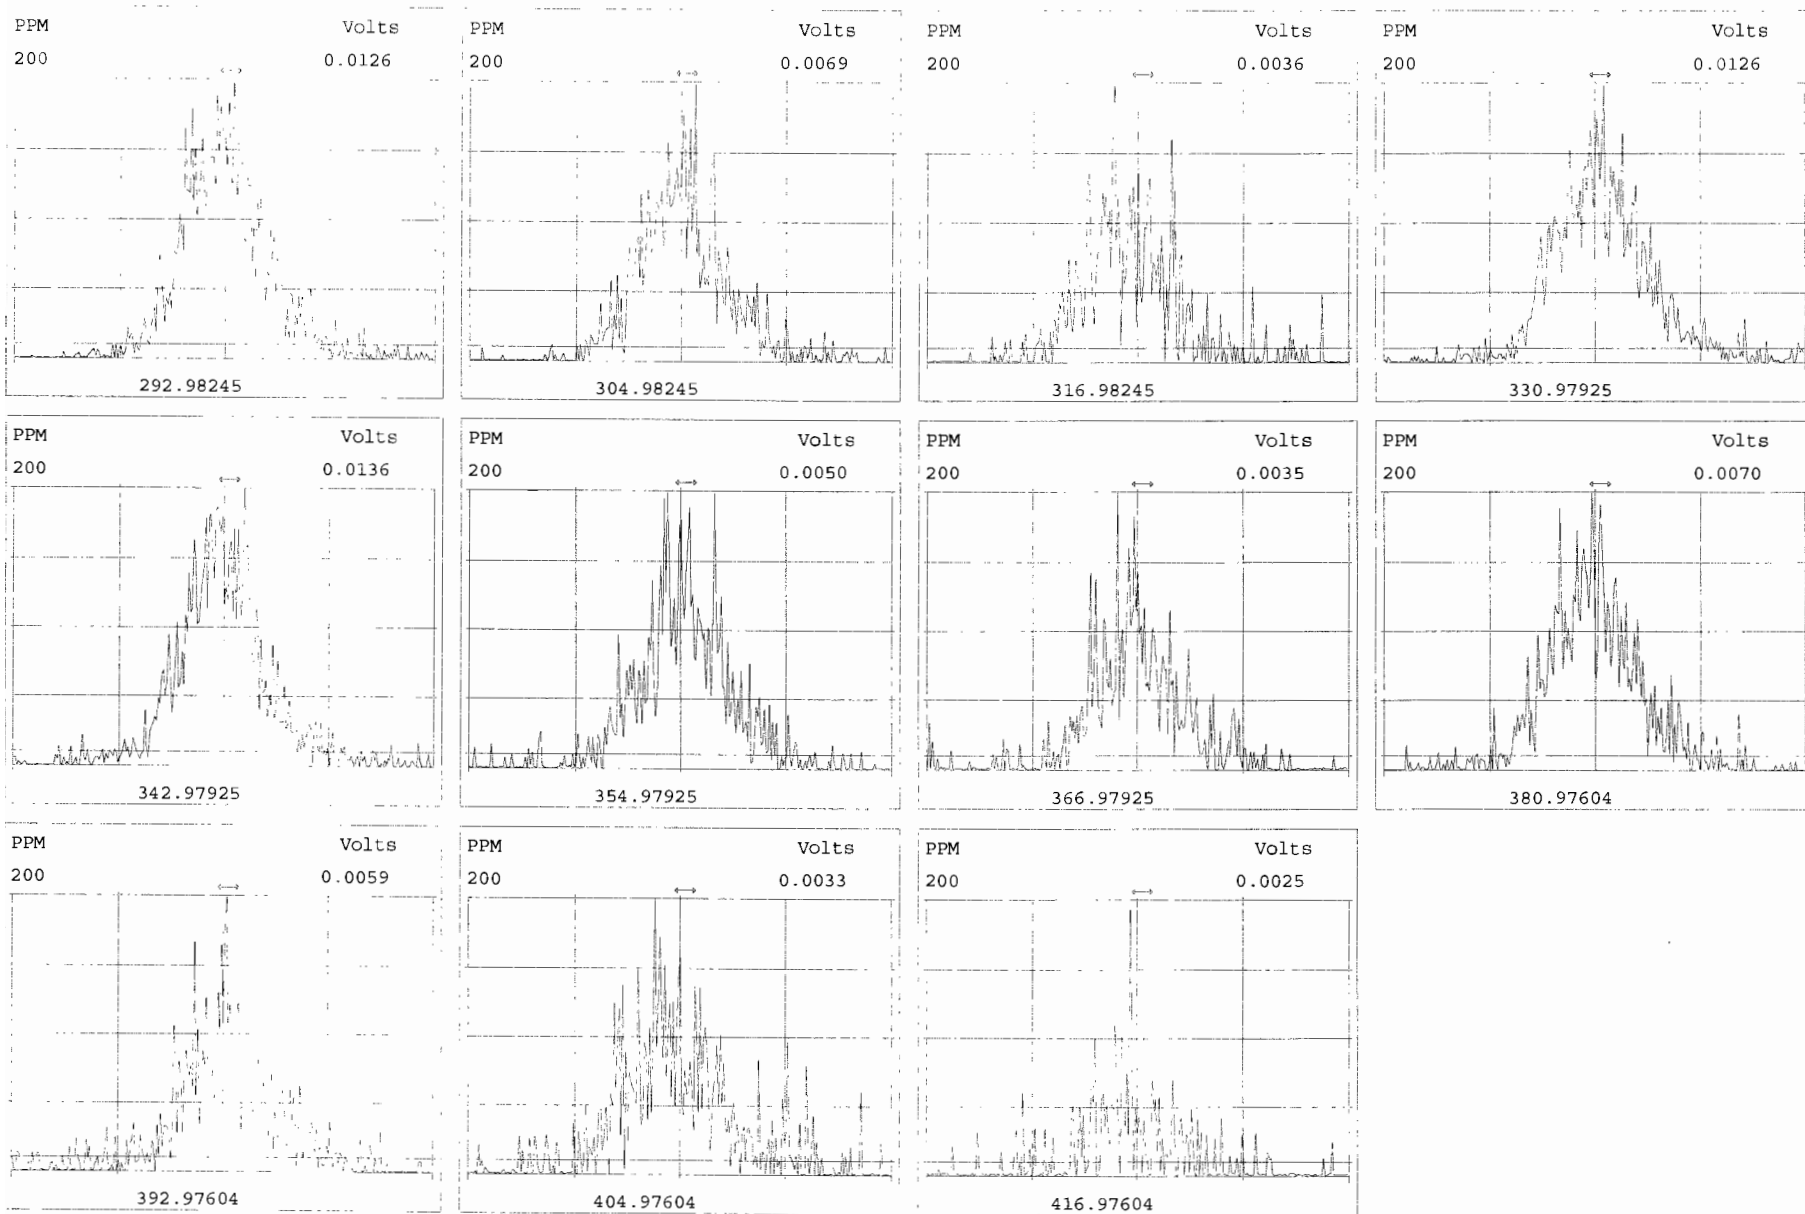 PPM Volts
200 0.0126
292.98245
PPM Volts
200 0.0069
304.98245
PPM Volts
200 0.0036
316.98245
PPM Volts
200 0.0126
330.97925
PPM Volts
200 0.0136
342.97925
PPM Volts
200 0.0050
354.97925
PPM Volts
200 0.0035
366.97925
PPM Volts
200 0.0070
380.97604
PPM Volts
200 0.0059
392.97604
PPM Volts
200 0.0033
404.97604
PPM Volts
200 0.0025
416.97604